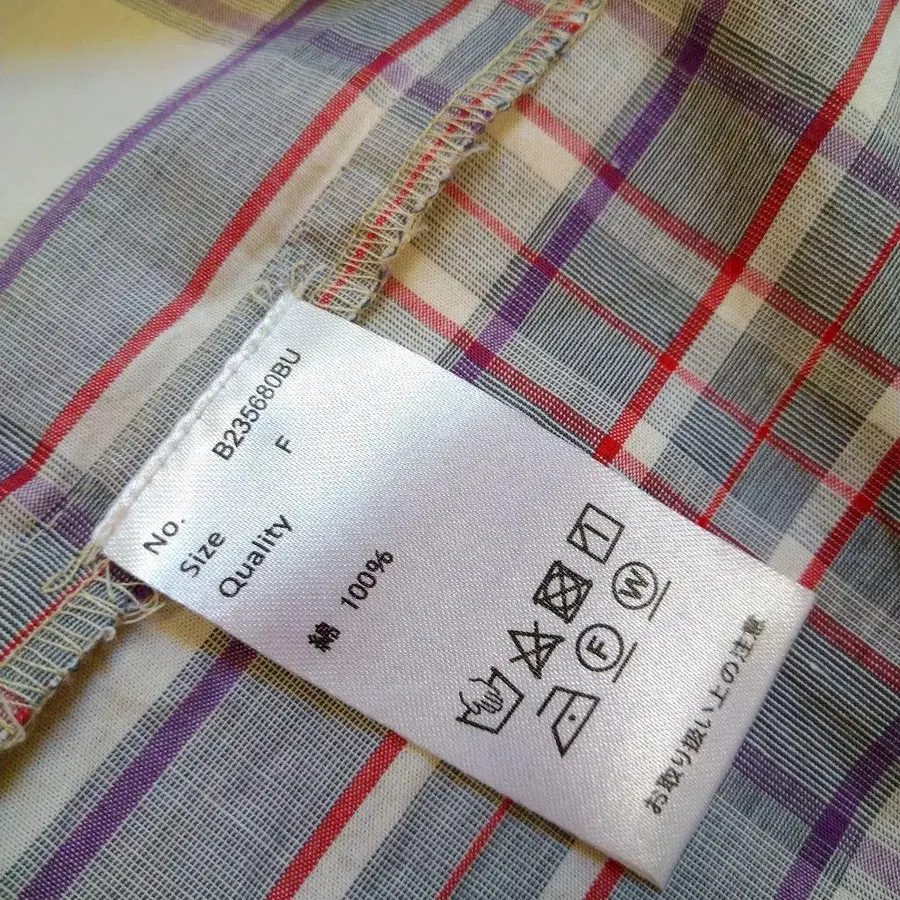 No. B235680BU
Size F
Quality
綿 100%
F
W
お取り扱い上の注意